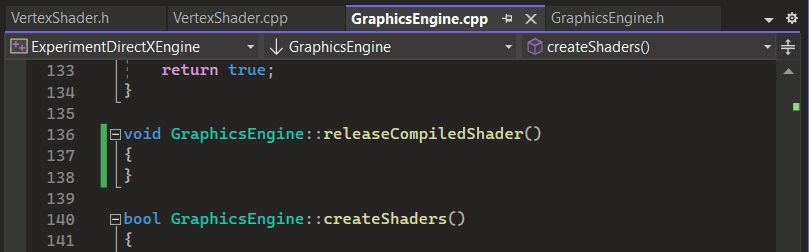 VertexShader.h VertexShader.cpp GraphicsEngine.cpp GraphicsEngine.h
ExperimentDirectXEngine GraphicsEngine createShaders()
133 return true;
134 }
135
136 void GraphicsEngine::releaseCompiledShader()
137 {
138 }
139
140 bool GraphicsEngine::createShaders()
141 {